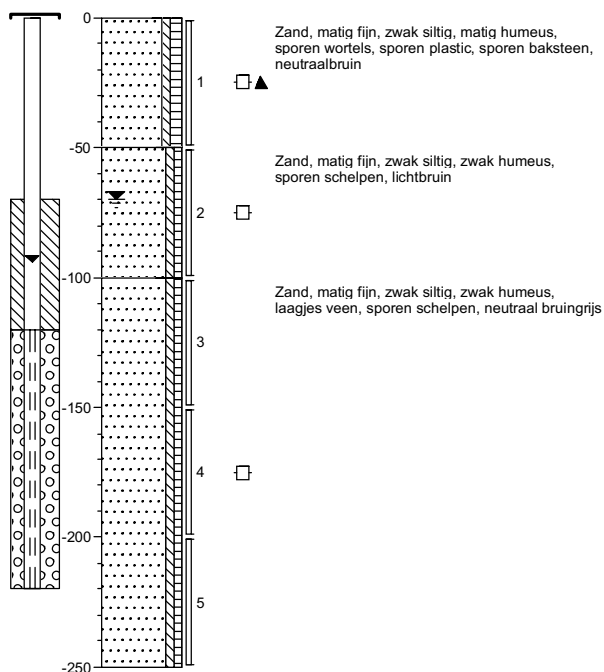 0
Zand, matig fijn, zwak siltig, matig humeus,
sporen wortels, sporen plastic, sporen baksteen,
neutraalbruin
1
-50
Zand, matig fijn, zwak siltig, zwak humeus,
sporen schelpen, lichtbruin
2
-100
Zand, matig fijn, zwak siltig, zwak humeus,
laagjes veen, sporen schelpen, neutraal bruingrijs
3
-150
4
-200
5
-250